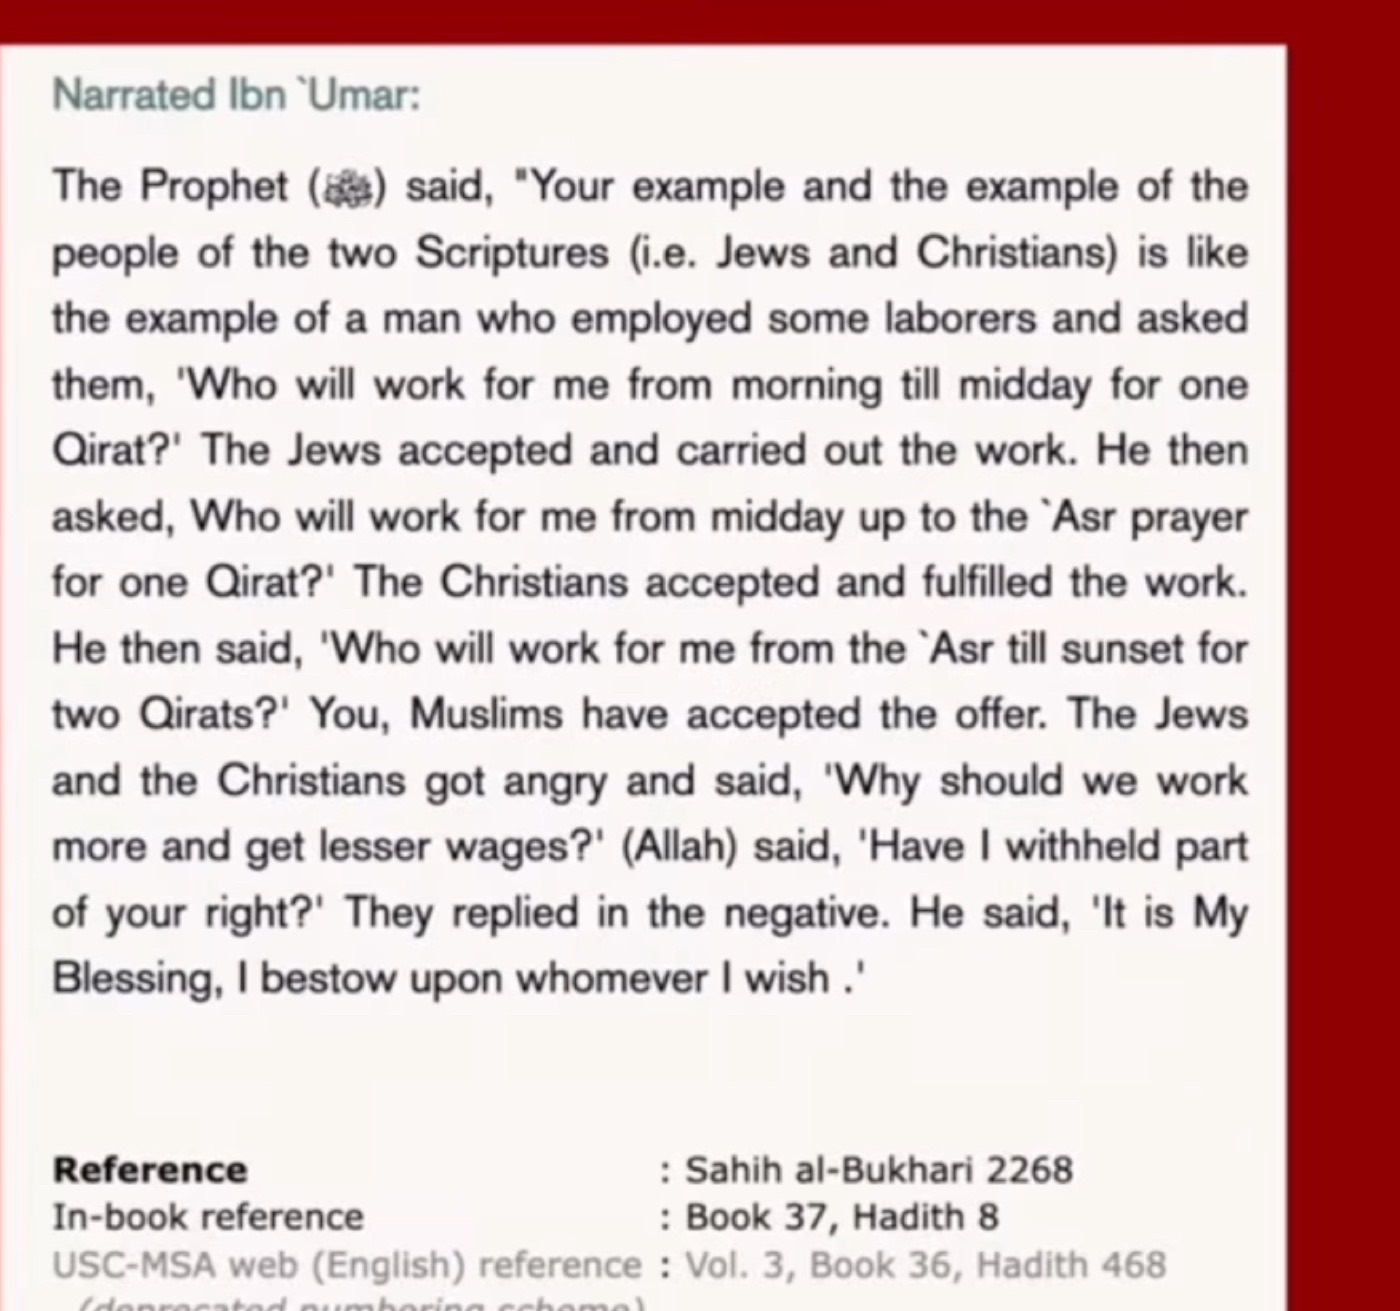 Narrated Ibn `Umar:
The Prophet (ﷺ) said, "Your example and the example of the
people of the two Scriptures (i.e. Jews and Christians) is like
the example of a man who employed some laborers and asked
them, 'Who will work for me from morning till midday for one
Qirat?' The Jews accepted and carried out the work. He then
asked, Who will work for me from midday up to the `Asr prayer
for one Qirat?' The Christians accepted and fulfilled the work.
He then said, 'Who will work for me from the `Asr till sunset for
two Qirats?' You, Muslims have accepted the offer. The Jews
and the Christians got angry and said, 'Why should we work
more and get lesser wages?' (Allah) said, 'Have I withheld part
of your right?' They replied in the negative. He said, 'It is My
Blessing, I bestow upon whomever I wish .'
Reference : Sahih al-Bukhari 2268
In-book reference : Book 37, Hadith 8
USC-MSA web (English) reference : Vol. 3, Book 36, Hadith 468
(deprecated numbering scheme)